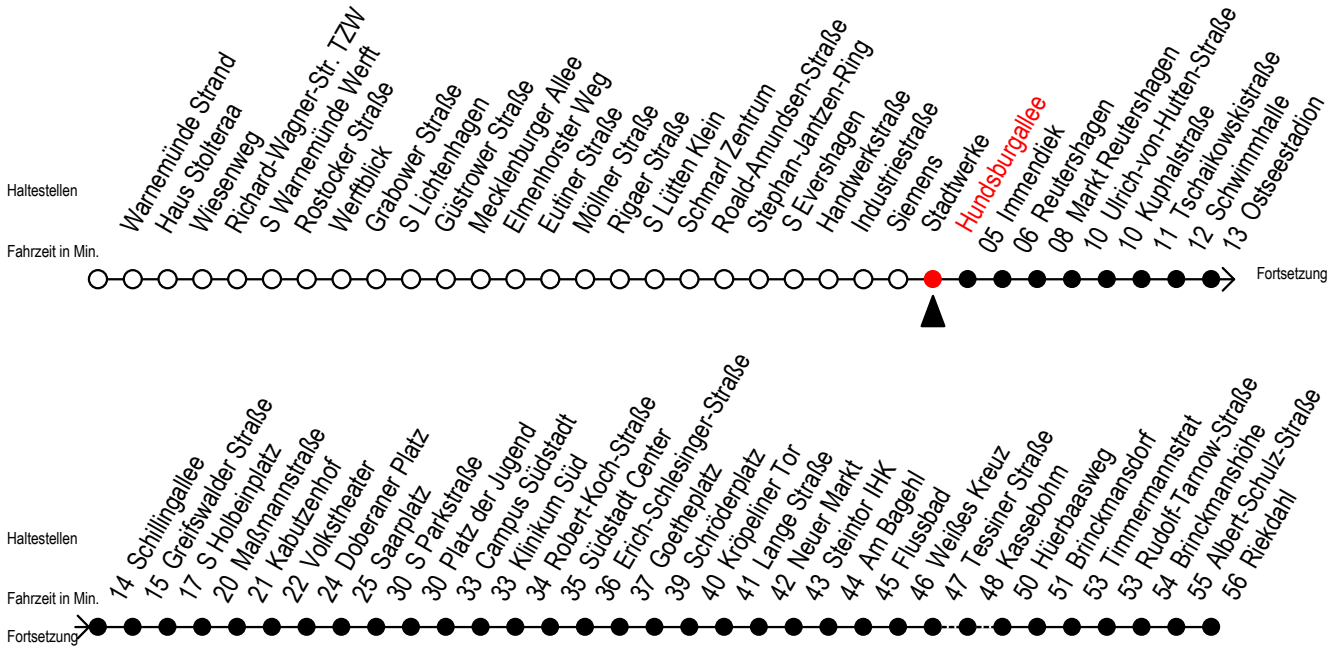 Haltestellen
Warnemünde Strand
Haus Stolteraa
Wiesenweg
Richard-Wagner-Str. TZW
S Warnemünde Werft
Rostocker Straße
Werftblick
Grabower Straße
S Lichtenhagen
Güstrower Straße
Mecklenburger Allee
Elmenhorster Weg
Eutiner Straße
Möllner Straße
Rigaer Straße
S Lütten Klein
Schmarl Zentrum
Roald-Amundsen-Straße
Stephan-Jantzen-Ring
S Evershagen
Handwerkstraße
Industriestraße
Siemens
Stadtwerke
Hundsburgallee
05 Immendiek
06 Reutershagen
08 Markt Reutershagen
10 Ulrich-von-Hutten-Straße
10 Kuphalstraße
11 Tschaikowskistraße
12 Schwimmhalle
13 Ostseestadion
Fahrzeit in Min.
Fortsetzung
Haltestellen
14 Schillingallee
15 Greifswalder Straße
17 S Holbeinplatz
20 Maßmannstraße
21 Kabutzenhof
22 Volkstheater
24 Doberaner Platz
25 Saarplatz
30 S Parkstraße
30 Platz der Jugend
33 Campus Südstadt
33 Klinikum Süd
34 Robert-Koch-Straße
35 Südstadt Center
36 Erich-Schlesinger-Straße
37 Goetheplatz
39 Schröderplatz
40 Kröpeliner Tor
41 Lange Straße
42 Neuer Markt
43 Steintor IHK
44 Am Bagehl
45 Flussbad
46 Weißes Kreuz
47 Tessiner Straße
48 Kassebohm
50 Hüerbaasweg
51 Brinckmansdorf
53 Timmermannstrat
53 Rudolf-Tarnow-Straße
54 Brinckmanshöhe
55 Albert-Schulz-Straße
56 Riekdahl
Fahrzeit in Min.
Fortsetzung